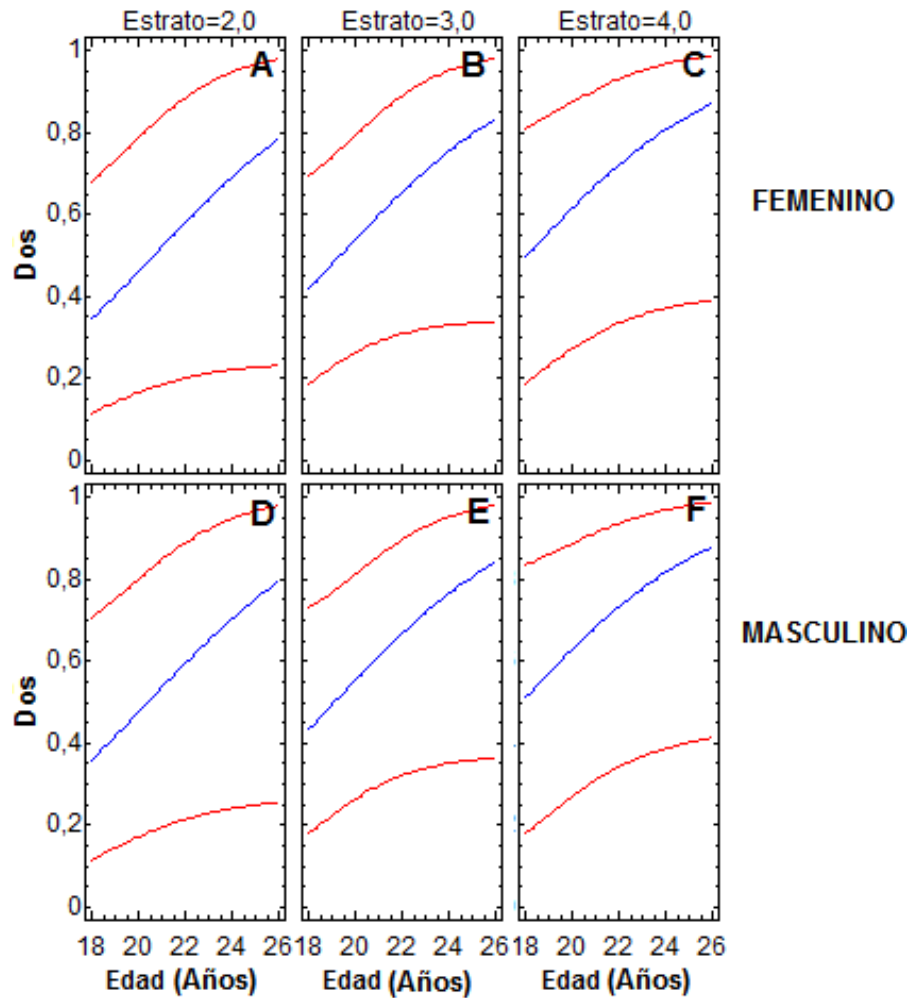 Estrato=2,0 Estrato=3,0 Estrato=4,0
1 A B C
0,8
FEMENINO
0,6
Dos
0,4
0,2
0
1 D E F
0,8
MASCULINO
0,6
Dos
0,4
0,2
0
18 20 22 24 26 18 20 22 24 26 18 20 22 24 26
Edad (Años) Edad (Años) Edad (Años)